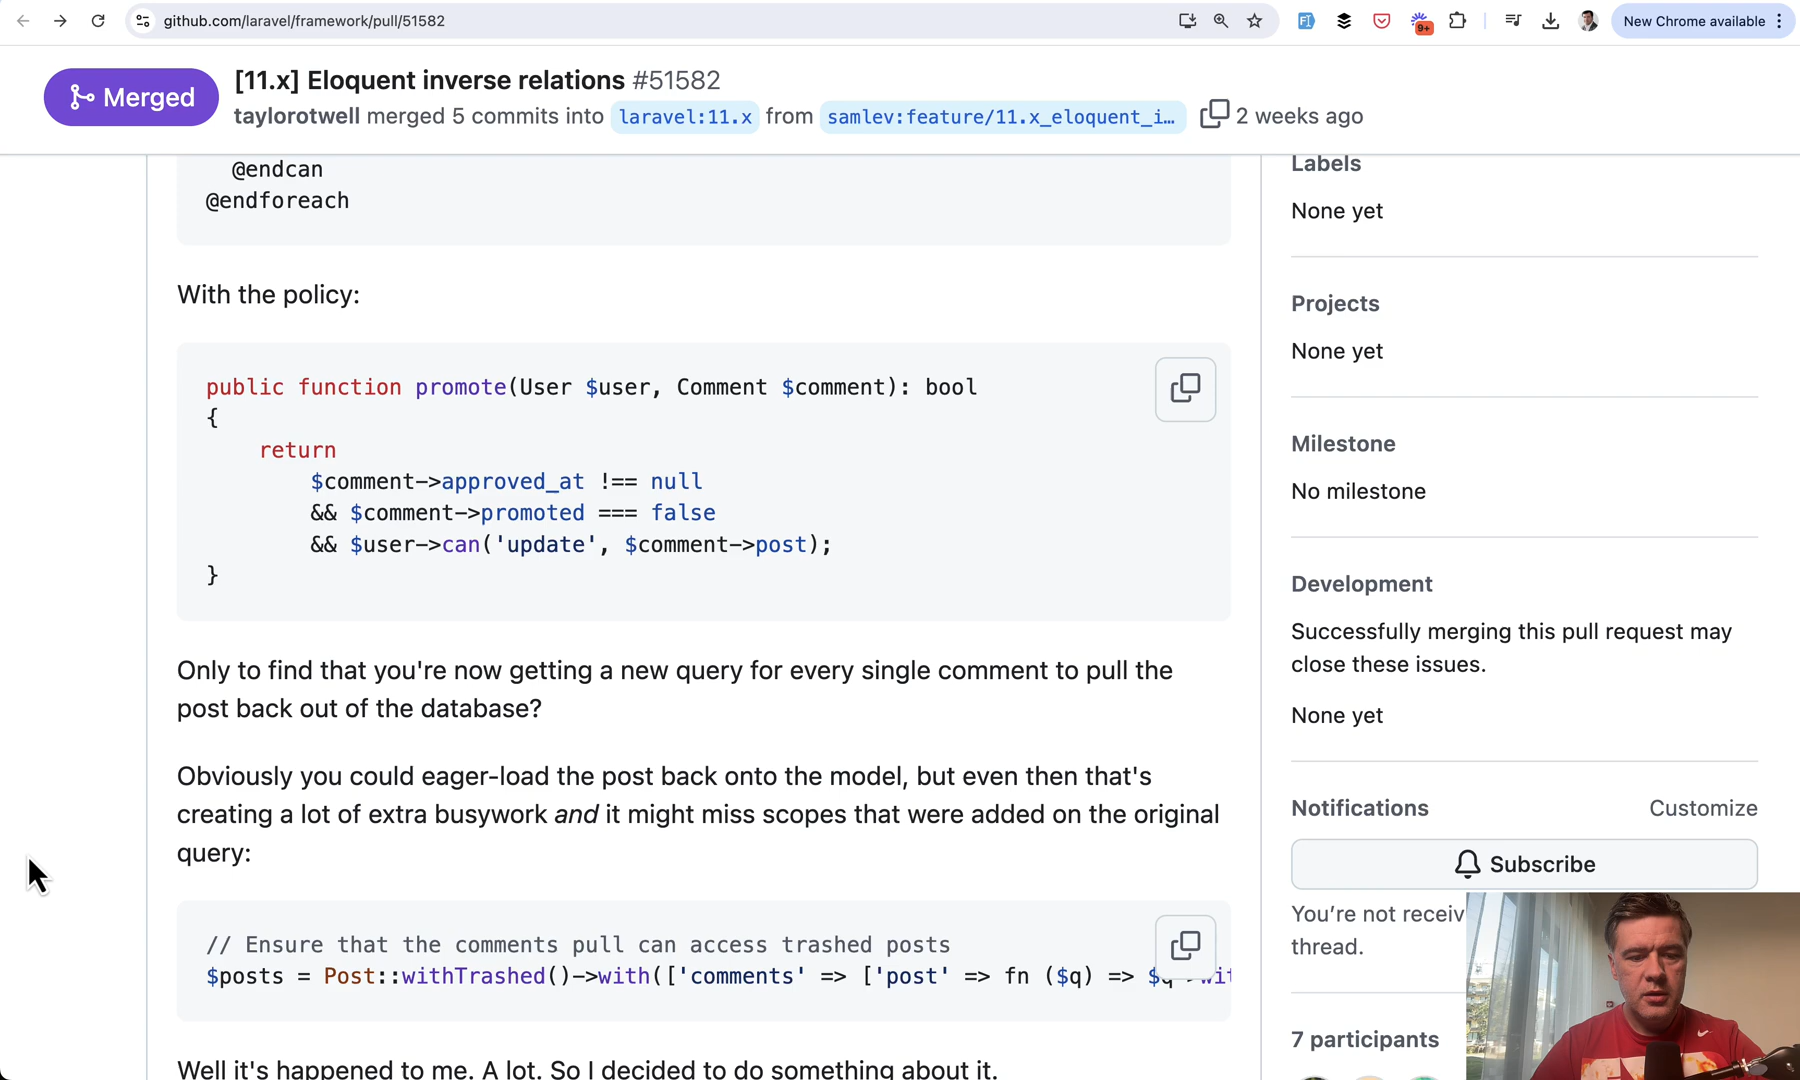 github.com/laravel/framework/pull/51582
9+
New Chrome available
Merged
[11.x] Eloquent inverse relations #51582
taylorotwell merged 5 commits into laravel:11.x from samlev:feature/11.x_eloquent_i… 2 weeks ago
@endcan
@endforeach
With the policy:
public function promote(User $user, Comment $comment): bool
{
return
$comment->approved_at !== null
&& $comment->promoted === false
&& $user->can('update', $comment->post);
}
Only to find that you're now getting a new query for every single comment to pull the
post back out of the database?
Obviously you could eager-load the post back onto the model, but even then that's
creating a lot of extra busywork and it might miss scopes that were added on the original
query:
// Ensure that the comments pull can access trashed posts
$posts = Post::withTrashed()->with(['comments' => ['post' => fn ($q) => $q->wit
Well it's happened to me. A lot. So I decided to do something about it.
Labels
None yet
Projects
None yet
Milestone
No milestone
Development
Successfully merging this pull request may
close these issues.
None yet
Notifications Customize
Subscribe
You're not receiv
thread.
7 participants